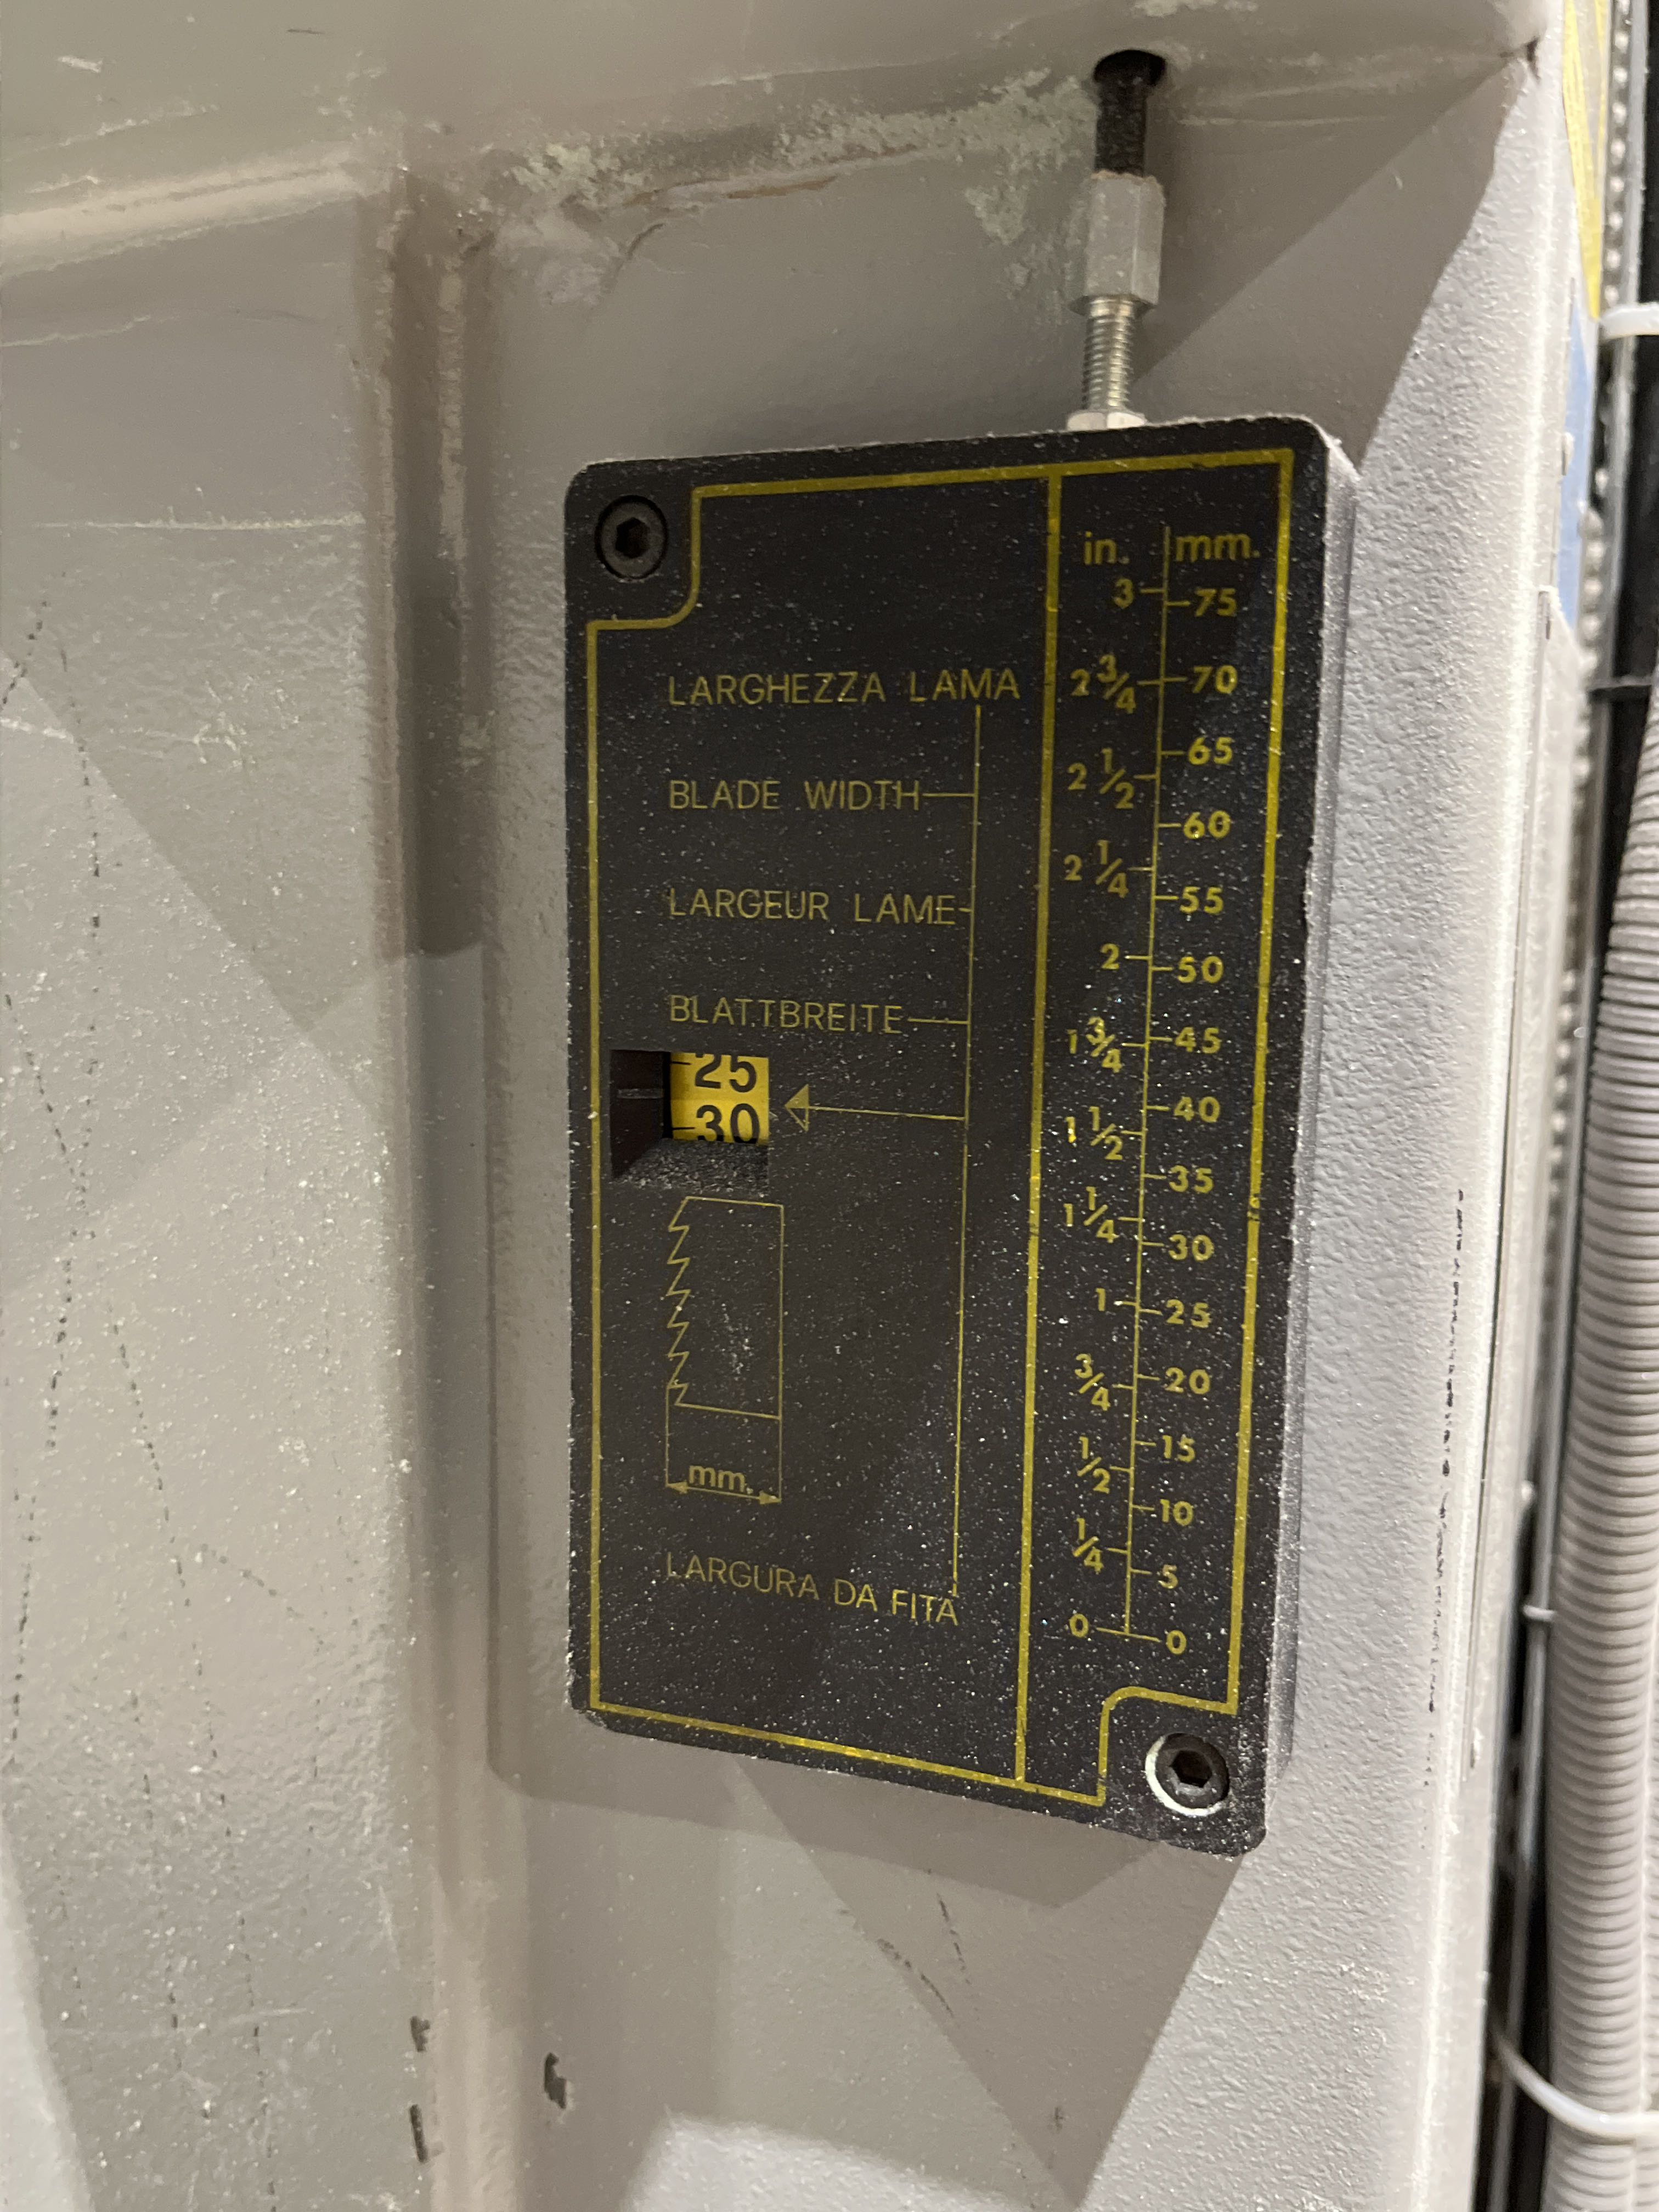 LARGHEZZA LAMA
BLADE WIDTH
LARGEUR LAME
BLATTBREITE
25
30
mm.
LARGURA DA FITA
in. mm.
3 75
2 3/4 70
65
2 1/2
60
2 1/4
55
2 50
1 3/4 45
40
1 1/2
35
1 1/4
30
1 25
3/4 20
15
1/2
10
1/4
5
0 0